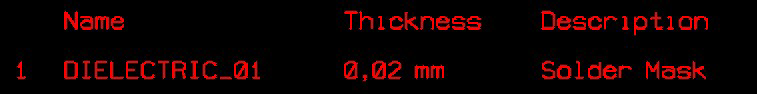 Name Thickness Description
1 DIELECTRIC_01 0,02 mm Solder Mask